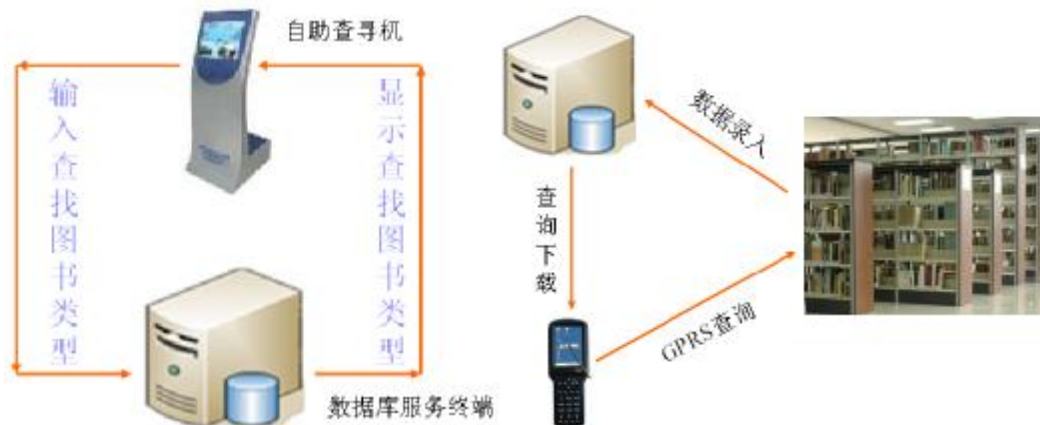 自助查寻机
输入查找图书类型
显示查找图书类型
数据库服务终端
数据录入
查询下载
GPRS查询